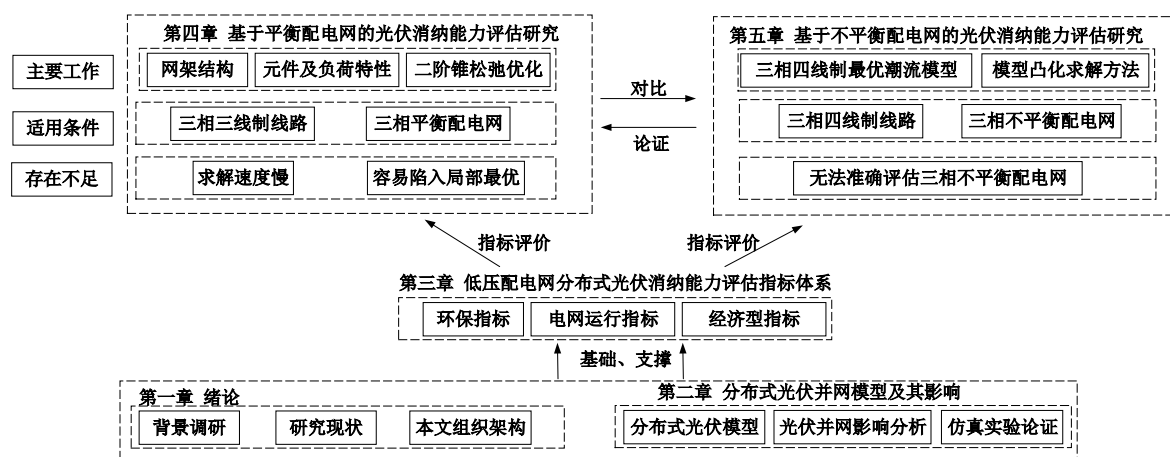 第四章 基于平衡配电网的光伏消纳能力评估研究
第五章 基于不平衡配电网的光伏消纳能力评估研究
主要工作
网架结构
元件及负荷特性
二阶锥松弛优化
三相四线制最优潮流模型
模型凸化求解方法
对比
适用条件
三相三线制线路
三相平衡配电网
三相四线制线路
三相不平衡配电网
论证
存在不足
求解速度慢
容易陷入局部最优
无法准确评估三相不平衡配电网
指标评价
指标评价
第三章 低压配电网分布式光伏消纳能力评估指标体系
环保指标
电网运行指标
经济型指标
基础、支撑
第一章 绪论
第二章 分布式光伏并网模型及其影响
背景调研
研究现状
本文组织架构
分布式光伏模型
光伏并网影响分析
仿真实验论证